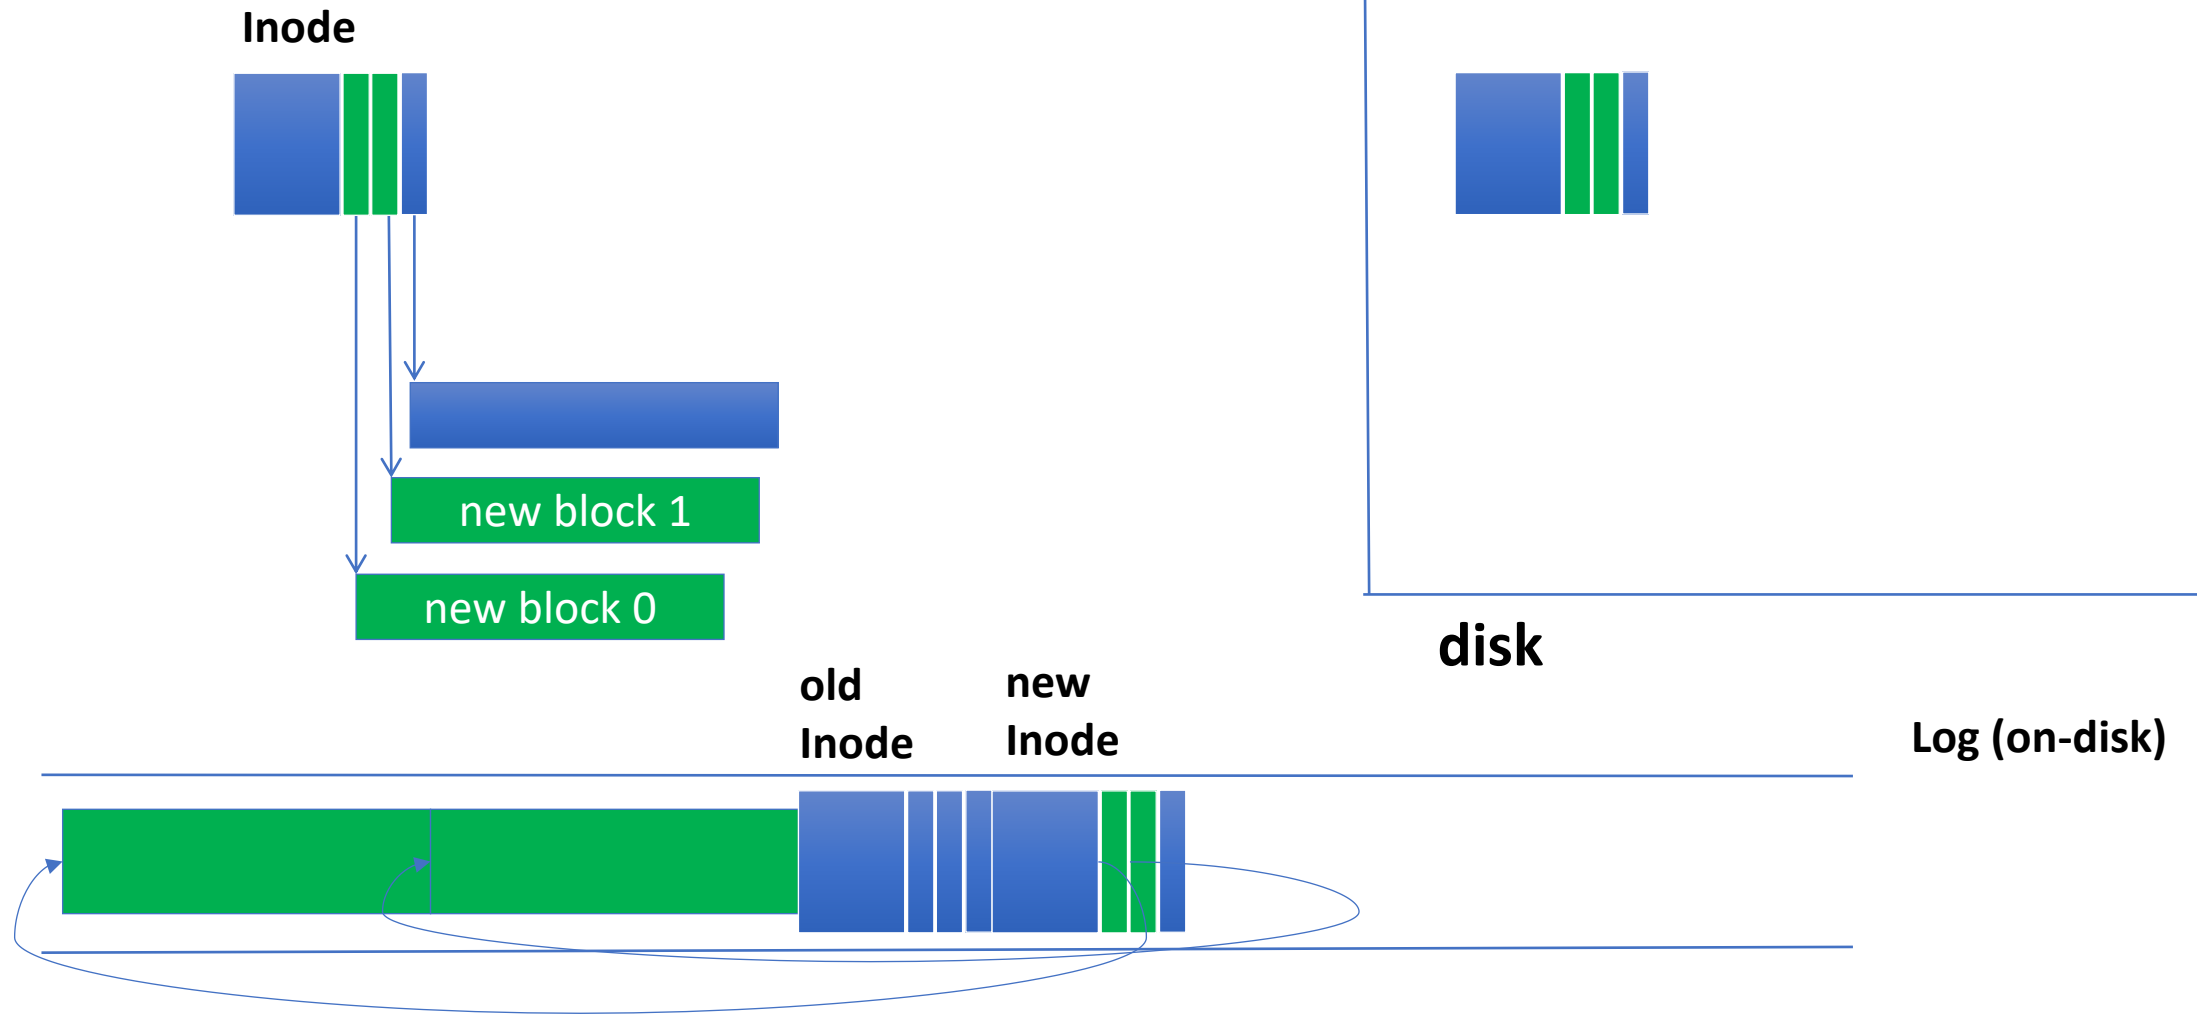 Inode
new block 1
new block 0
disk
old
Inode
new
Inode
Log (on-disk)